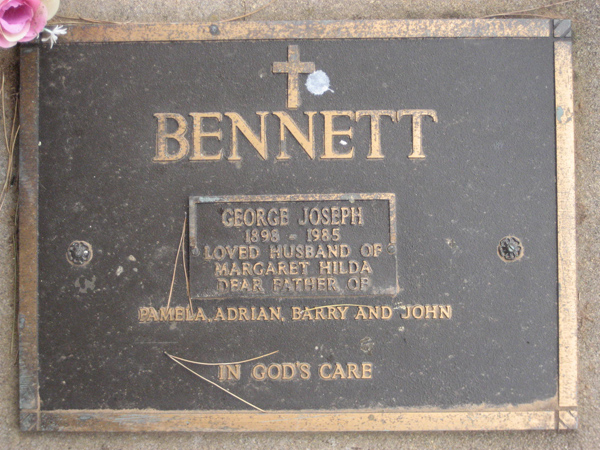 BENNETT
GEORGE JOSEPH
1898 - 1985
LOVED HUSBAND OF
MARGARET HILDA
DEAR FATHER OF
PAMELA, ADRIAN, BARRY AND JOHN
IN GOD'S CARE